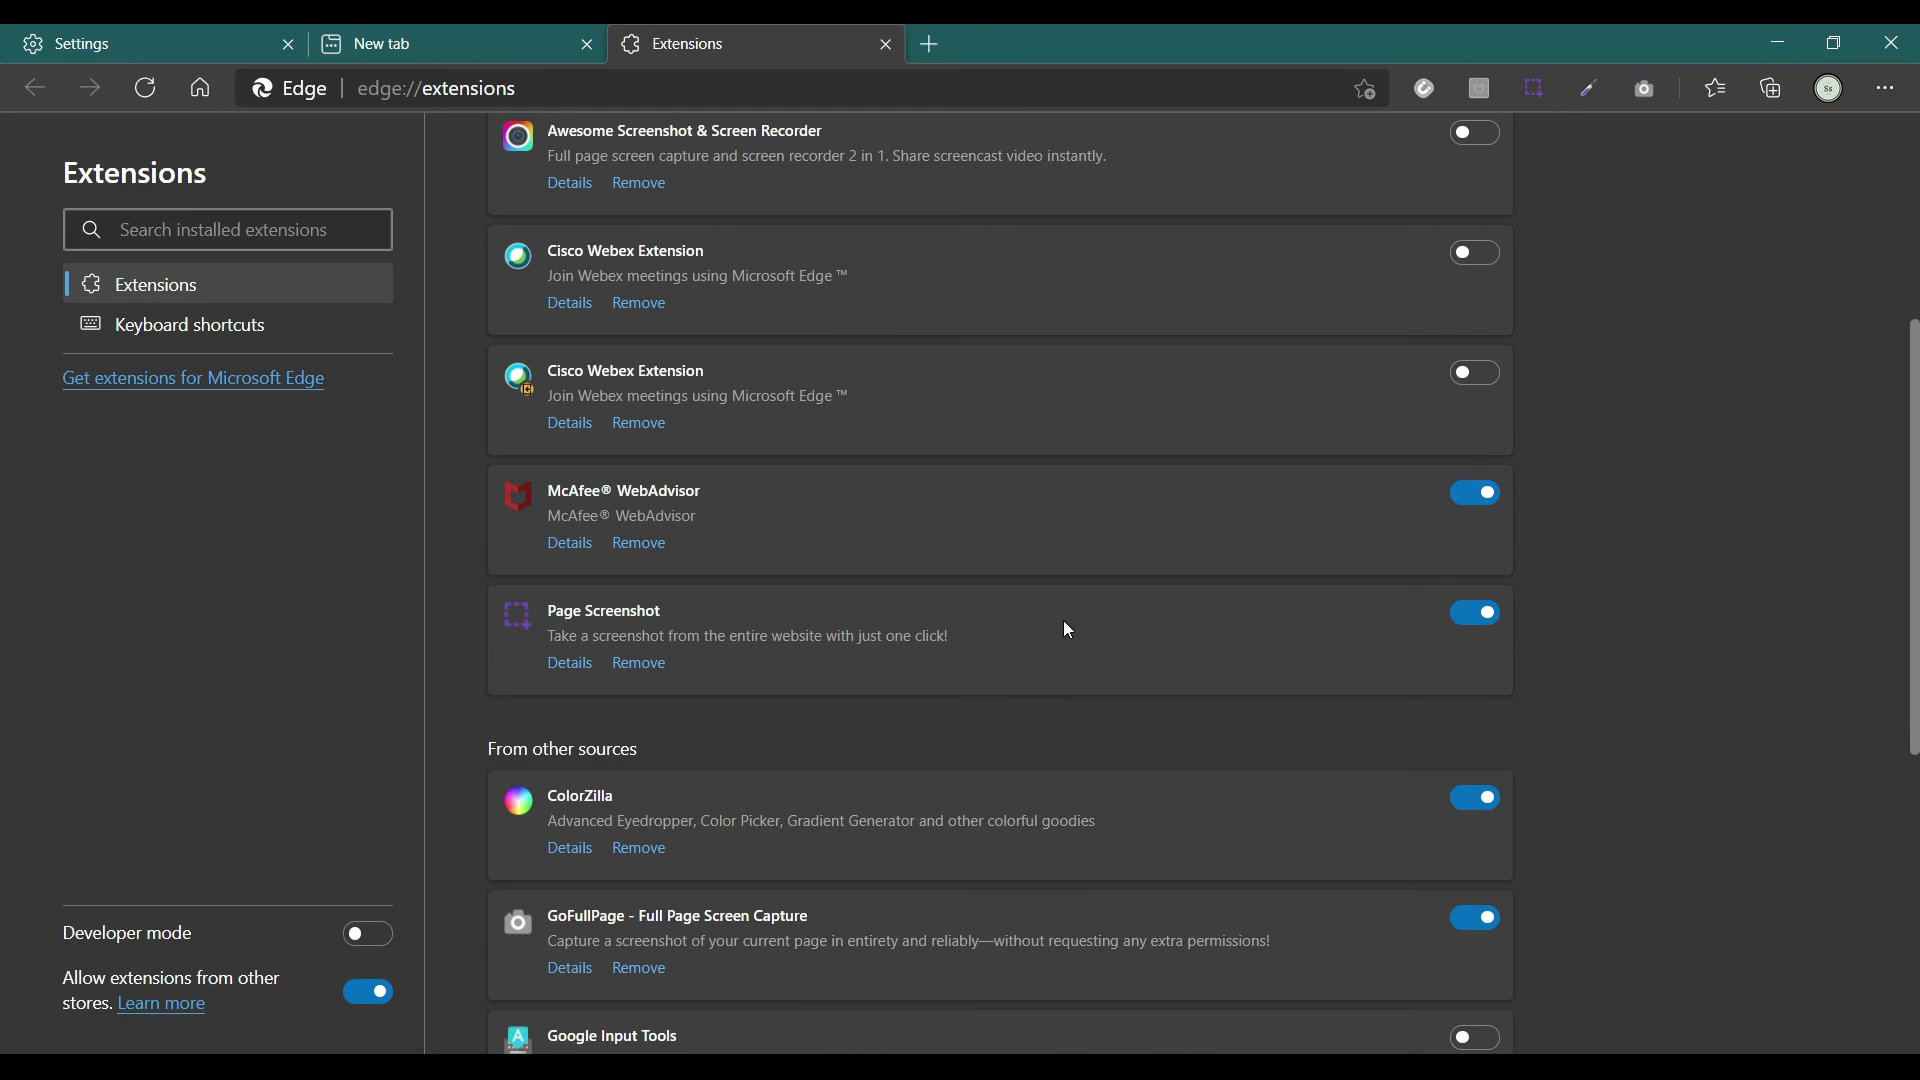 Settings
New tab
Extensions
Edge
edge://extensions
Ss
Extensions
Search installed extensions
Extensions
Keyboard shortcuts
Get extensions for Microsoft Edge
Developer mode
Allow extensions from other
stores. Learn more
Awesome Screenshot & Screen Recorder
Full page screen capture and screen recorder 2 in 1. Share screencast video instantly.
Details Remove
Cisco Webex Extension
Join Webex meetings using Microsoft Edge ™
Details Remove
Cisco Webex Extension
Join Webex meetings using Microsoft Edge ™
Details Remove
McAfee® WebAdvisor
McAfee® WebAdvisor
Details Remove
Page Screenshot
Take a screenshot from the entire website with just one click!
Details Remove
From other sources
ColorZilla
Advanced Eyedropper, Color Picker, Gradient Generator and other colorful goodies
Details Remove
GoFullPage - Full Page Screen Capture
Capture a screenshot of your current page in entirety and reliably—without requesting any extra permissions!
Details Remove
A
Google Input Tools